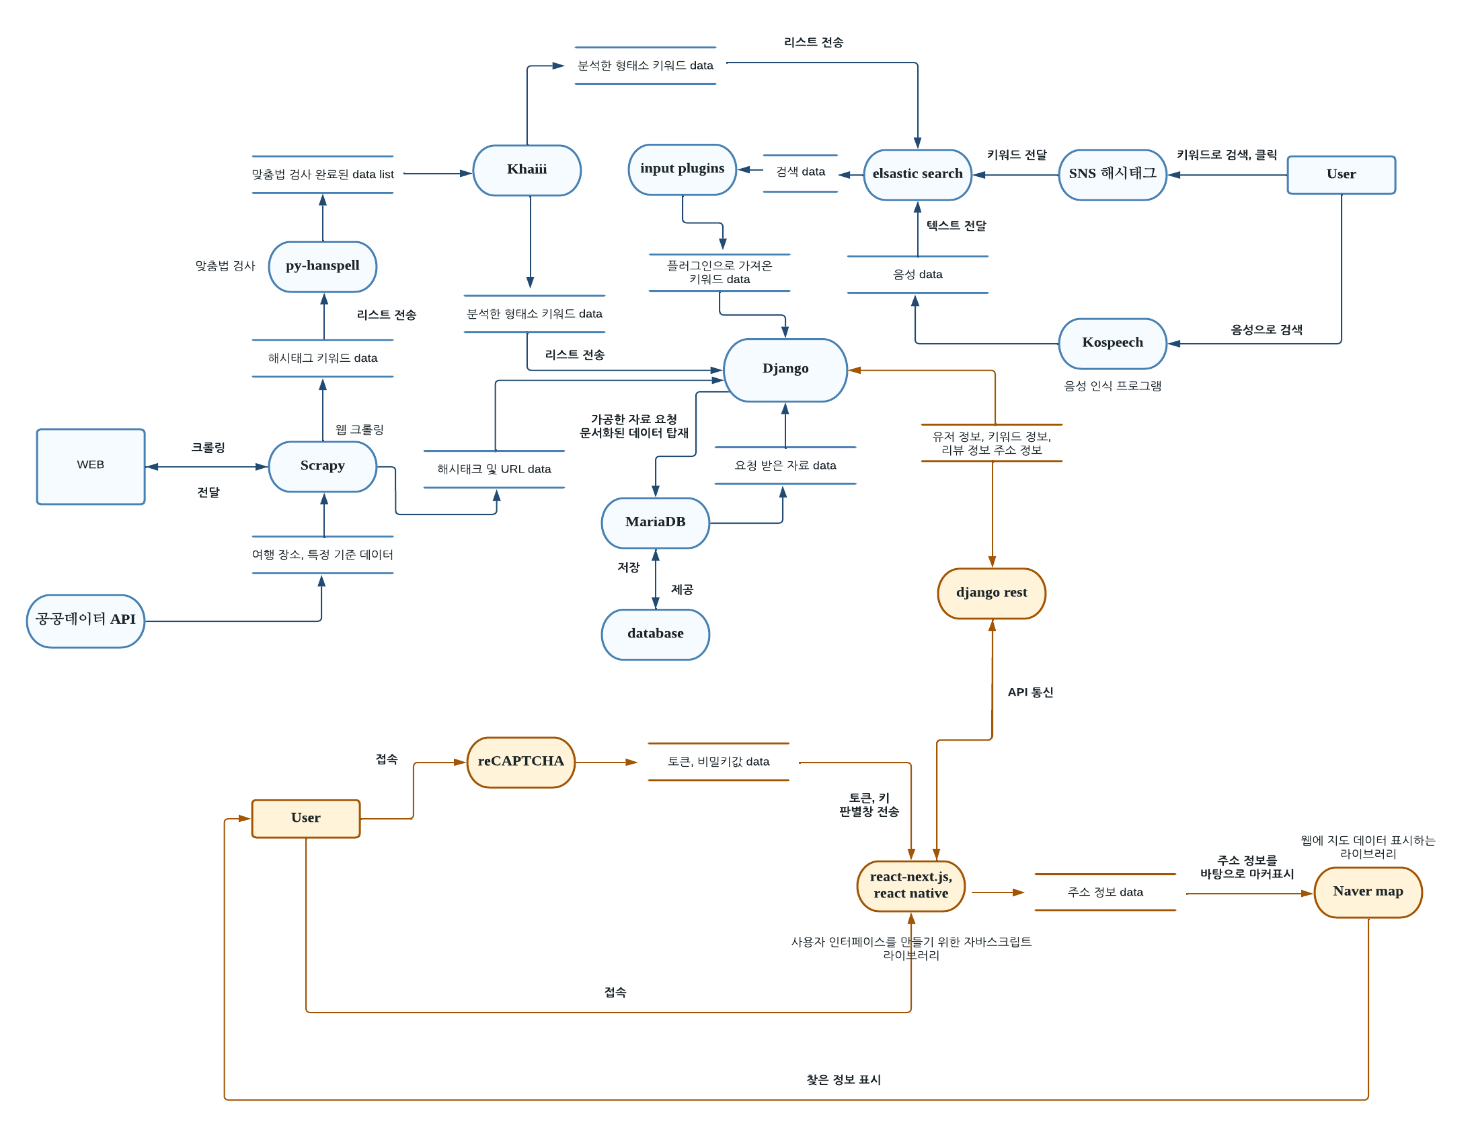 리스트 전송
분석한 형태소 키워드 data
맞춤법 검사 완료된 data list
Khaiii
input plugins
검색 data
elsastic search
키워드 전달
SNS 해시태그
키워드로 검색, 클릭
User
텍스트 전달
맞춤법 검사
py-hanspell
플러그인으로 가져온
키워드 data
음성 data
리스트 전송
분석한 형태소 키워드 data
리스트 전송
Kospeech
음성으로 검색
음성 인식 프로그램
해시태그 키워드 data
Django
웹 크롤링
가공한 자료 요청
문서화된 데이터 탑재
유저 정보, 키워드 정보,
리뷰 정보 주소 정보
WEB
크롤링
전달
Scrapy
해시태크 및 URL data
요청 받은 자료 data
MariaDB
여행 장소, 특정 기준 데이터
저장
제공
공공데이터 API
database
django rest
API 통신
접속
reCAPTCHA
토큰, 비밀키값 data
토큰, 키
판별창 전송
User
react-next.js,
react native
주소 정보 data
주소 정보를
바탕으로 마커표시
웹에 지도 데이터 표시하는
라이브러리
Naver map
사용자 인터페이스를 만들기 위한 자바스크립트
라이브러리
접속
찾은 정보 표시